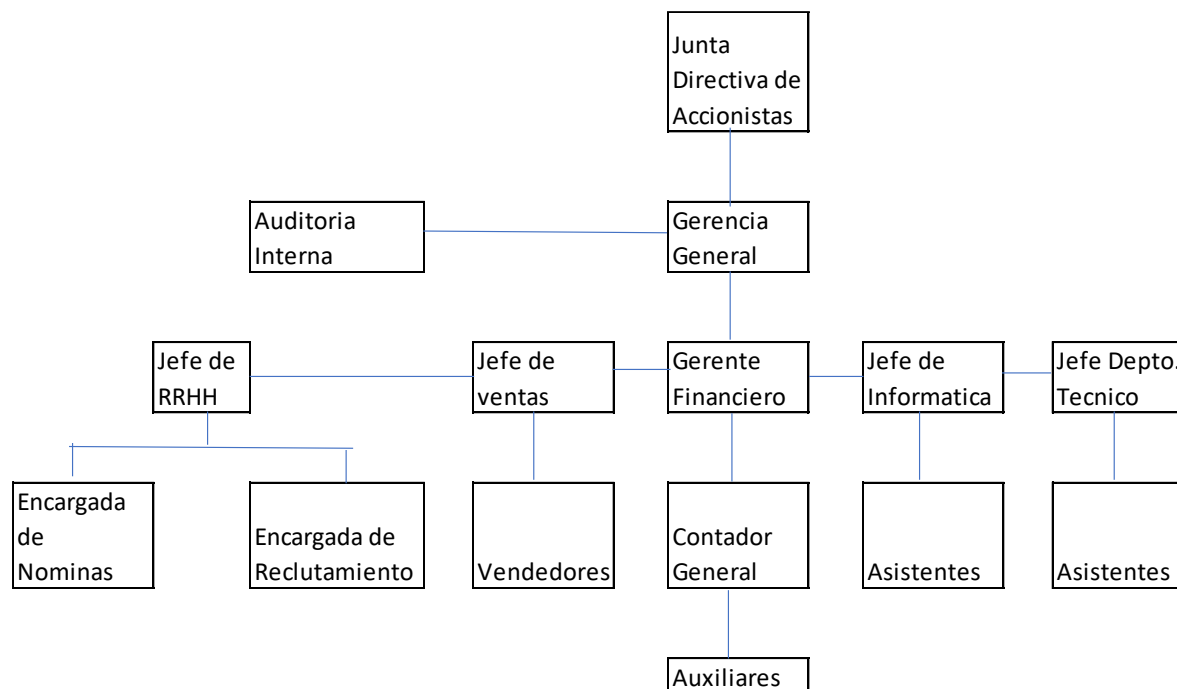 Junta
Directiva de
Accionistas
Auditoria
Interna
Gerencia
General
Jefe de
RRHH
Jefe de
ventas
Gerente
Financiero
Jefe de
Informatica
Jefe Depto.
Tecnico
Encargada
de
Nominas
Encargada de
Reclutamiento
Vendedores
Contador
General
Asistentes
Asistentes
Auxiliares